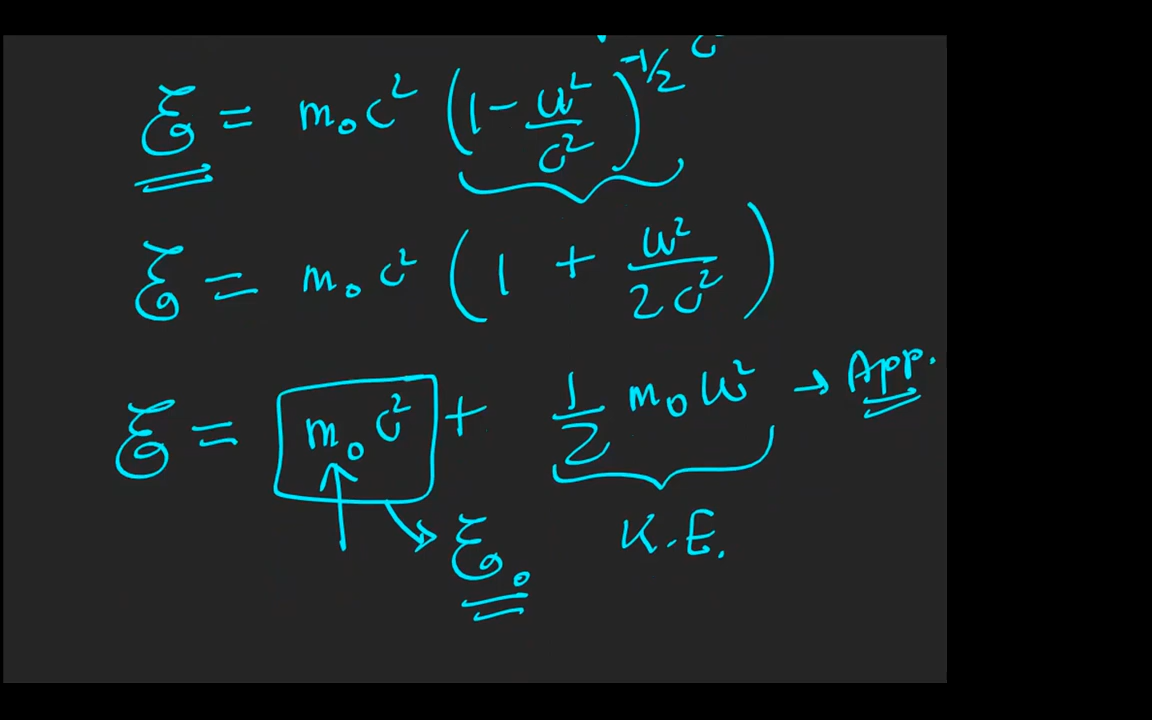 ℰ = m₀c² (1 - u²/c²)^(-1/2)
ℰ = m₀c² (1 + u²/2c²)
ℰ = m₀c² + 1/2 m₀u² → App.
ℰ₀ K.E.